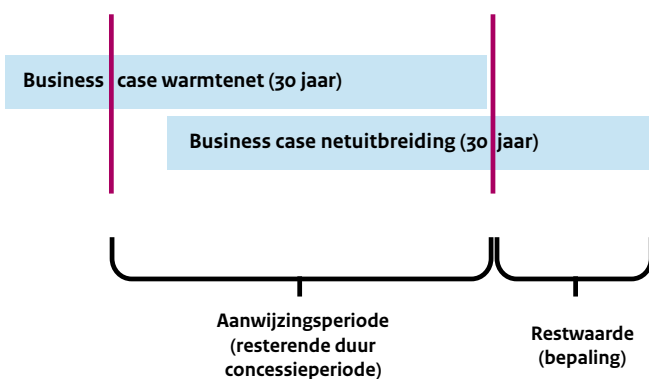 Business case warmtenet (30 jaar)
Business case netuitbreiding (30 jaar)
Aanwijzingsperiode
(resterende duur
concessieperiode)
Restwaarde
(bepaling)